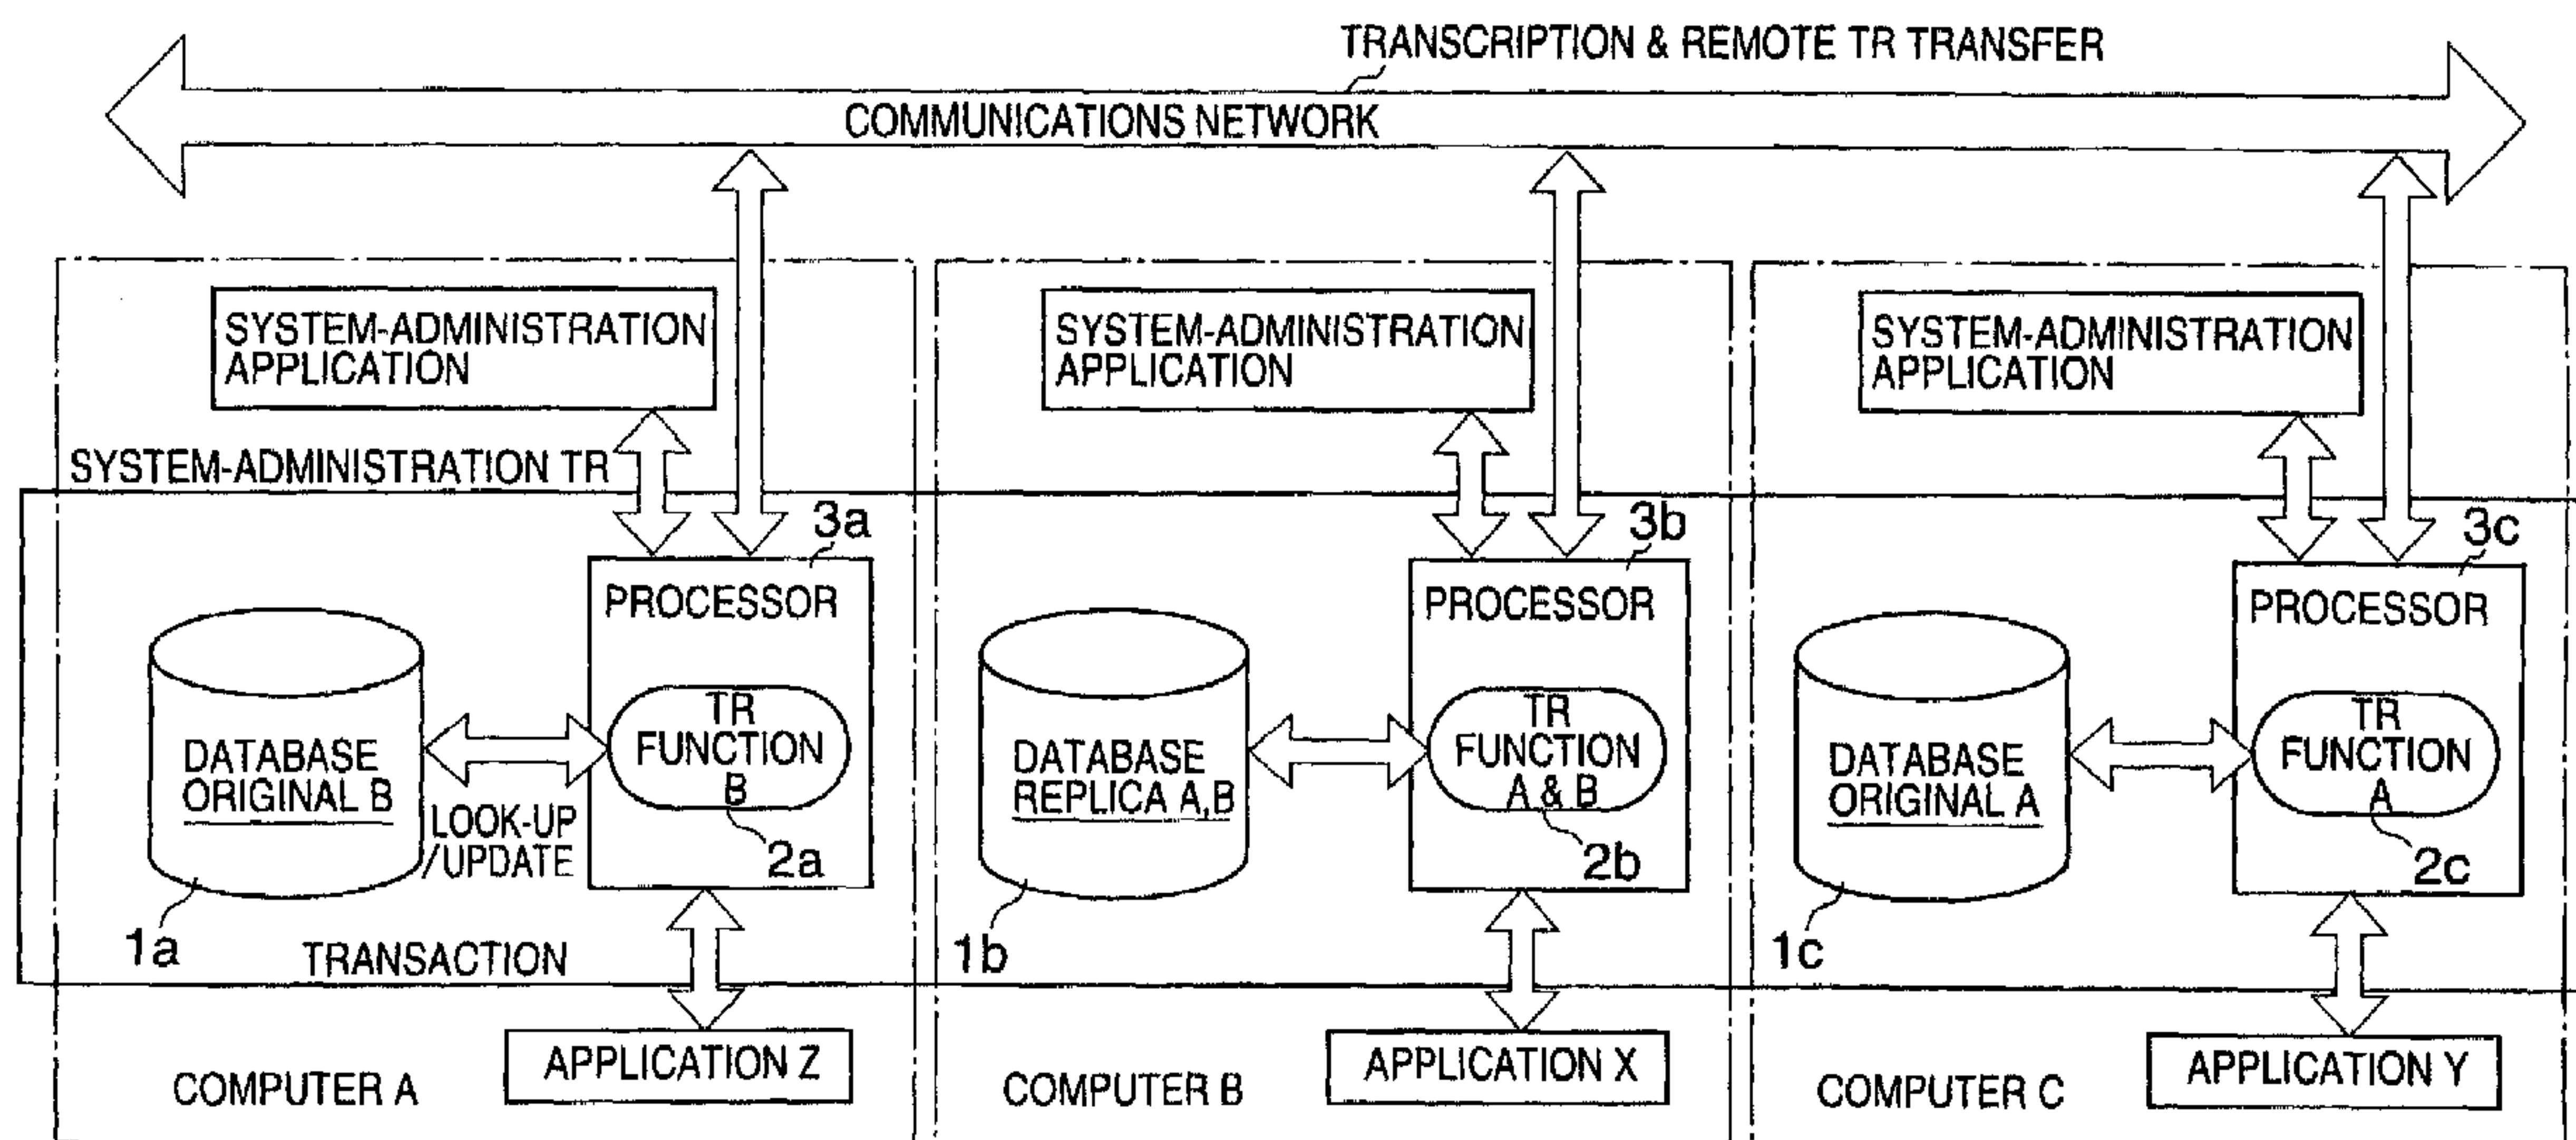 TRANSCRIPTION & REMOTE TR TRANSFER
COMMUNICATIONS NETWORK
SYSTEM-ADMINISTRATION
APPLICATION
SYSTEM-ADMINISTRATION
APPLICATION
SYSTEM-ADMINISTRATION
APPLICATION
SYSTEM-ADMINISTRATION TR
3a
PROCESSOR
TR
FUNCTION
B
2a
DATABASE
ORIGINAL B
LOOK-UP
/UPDATE
1a
TRANSACTION
APPLICATION Z
COMPUTER A
3b
PROCESSOR
TR
FUNCTION
A & B
2b
DATABASE
REPLICA A,B
1b
APPLICATION X
COMPUTER B
3c
PROCESSOR
TR
FUNCTION
A
2c
DATABASE
ORIGINAL A
1c
APPLICATION Y
COMPUTER C